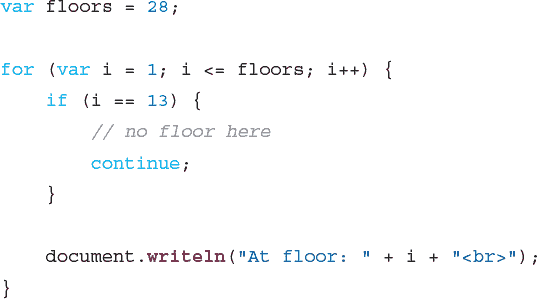 var floors = 28;
for (var i = 1; i <= floors; i++) {
    if (i == 13) {
        // no floor here
        continue;
    }
    document.writeln("At floor: " + i + "<br>");
}